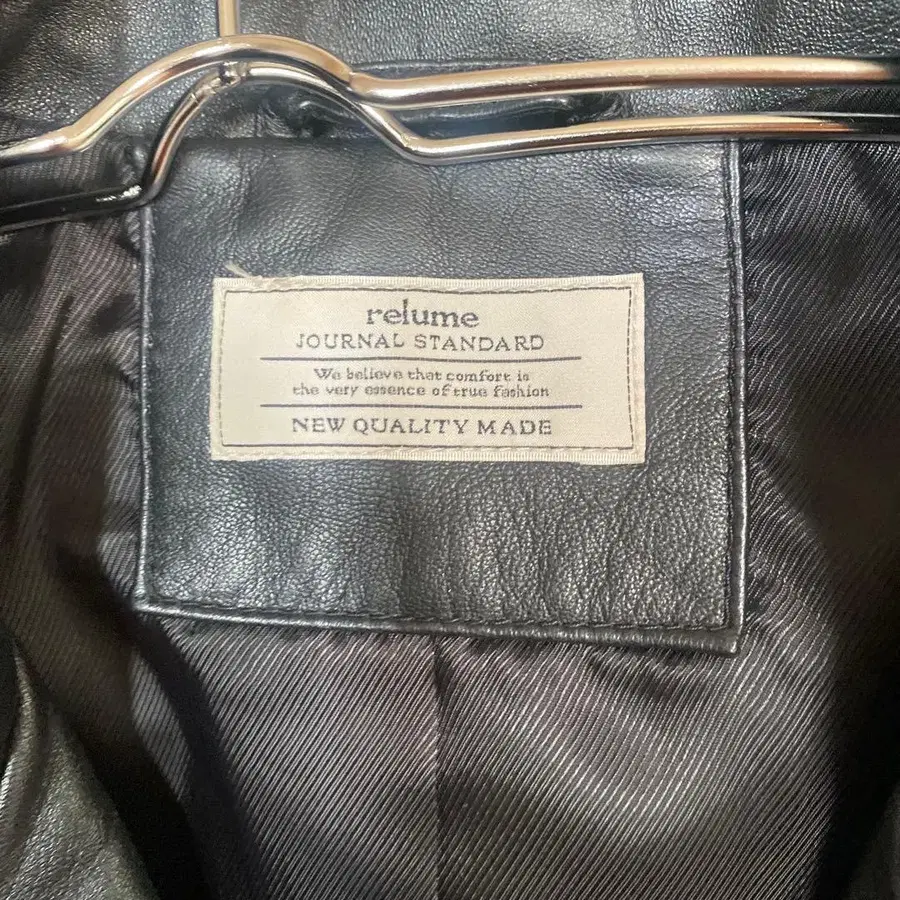 relume
JOURNAL STANDARD
We believe that comfort is
the very essence of true fashion
NEW QUALITY MADE